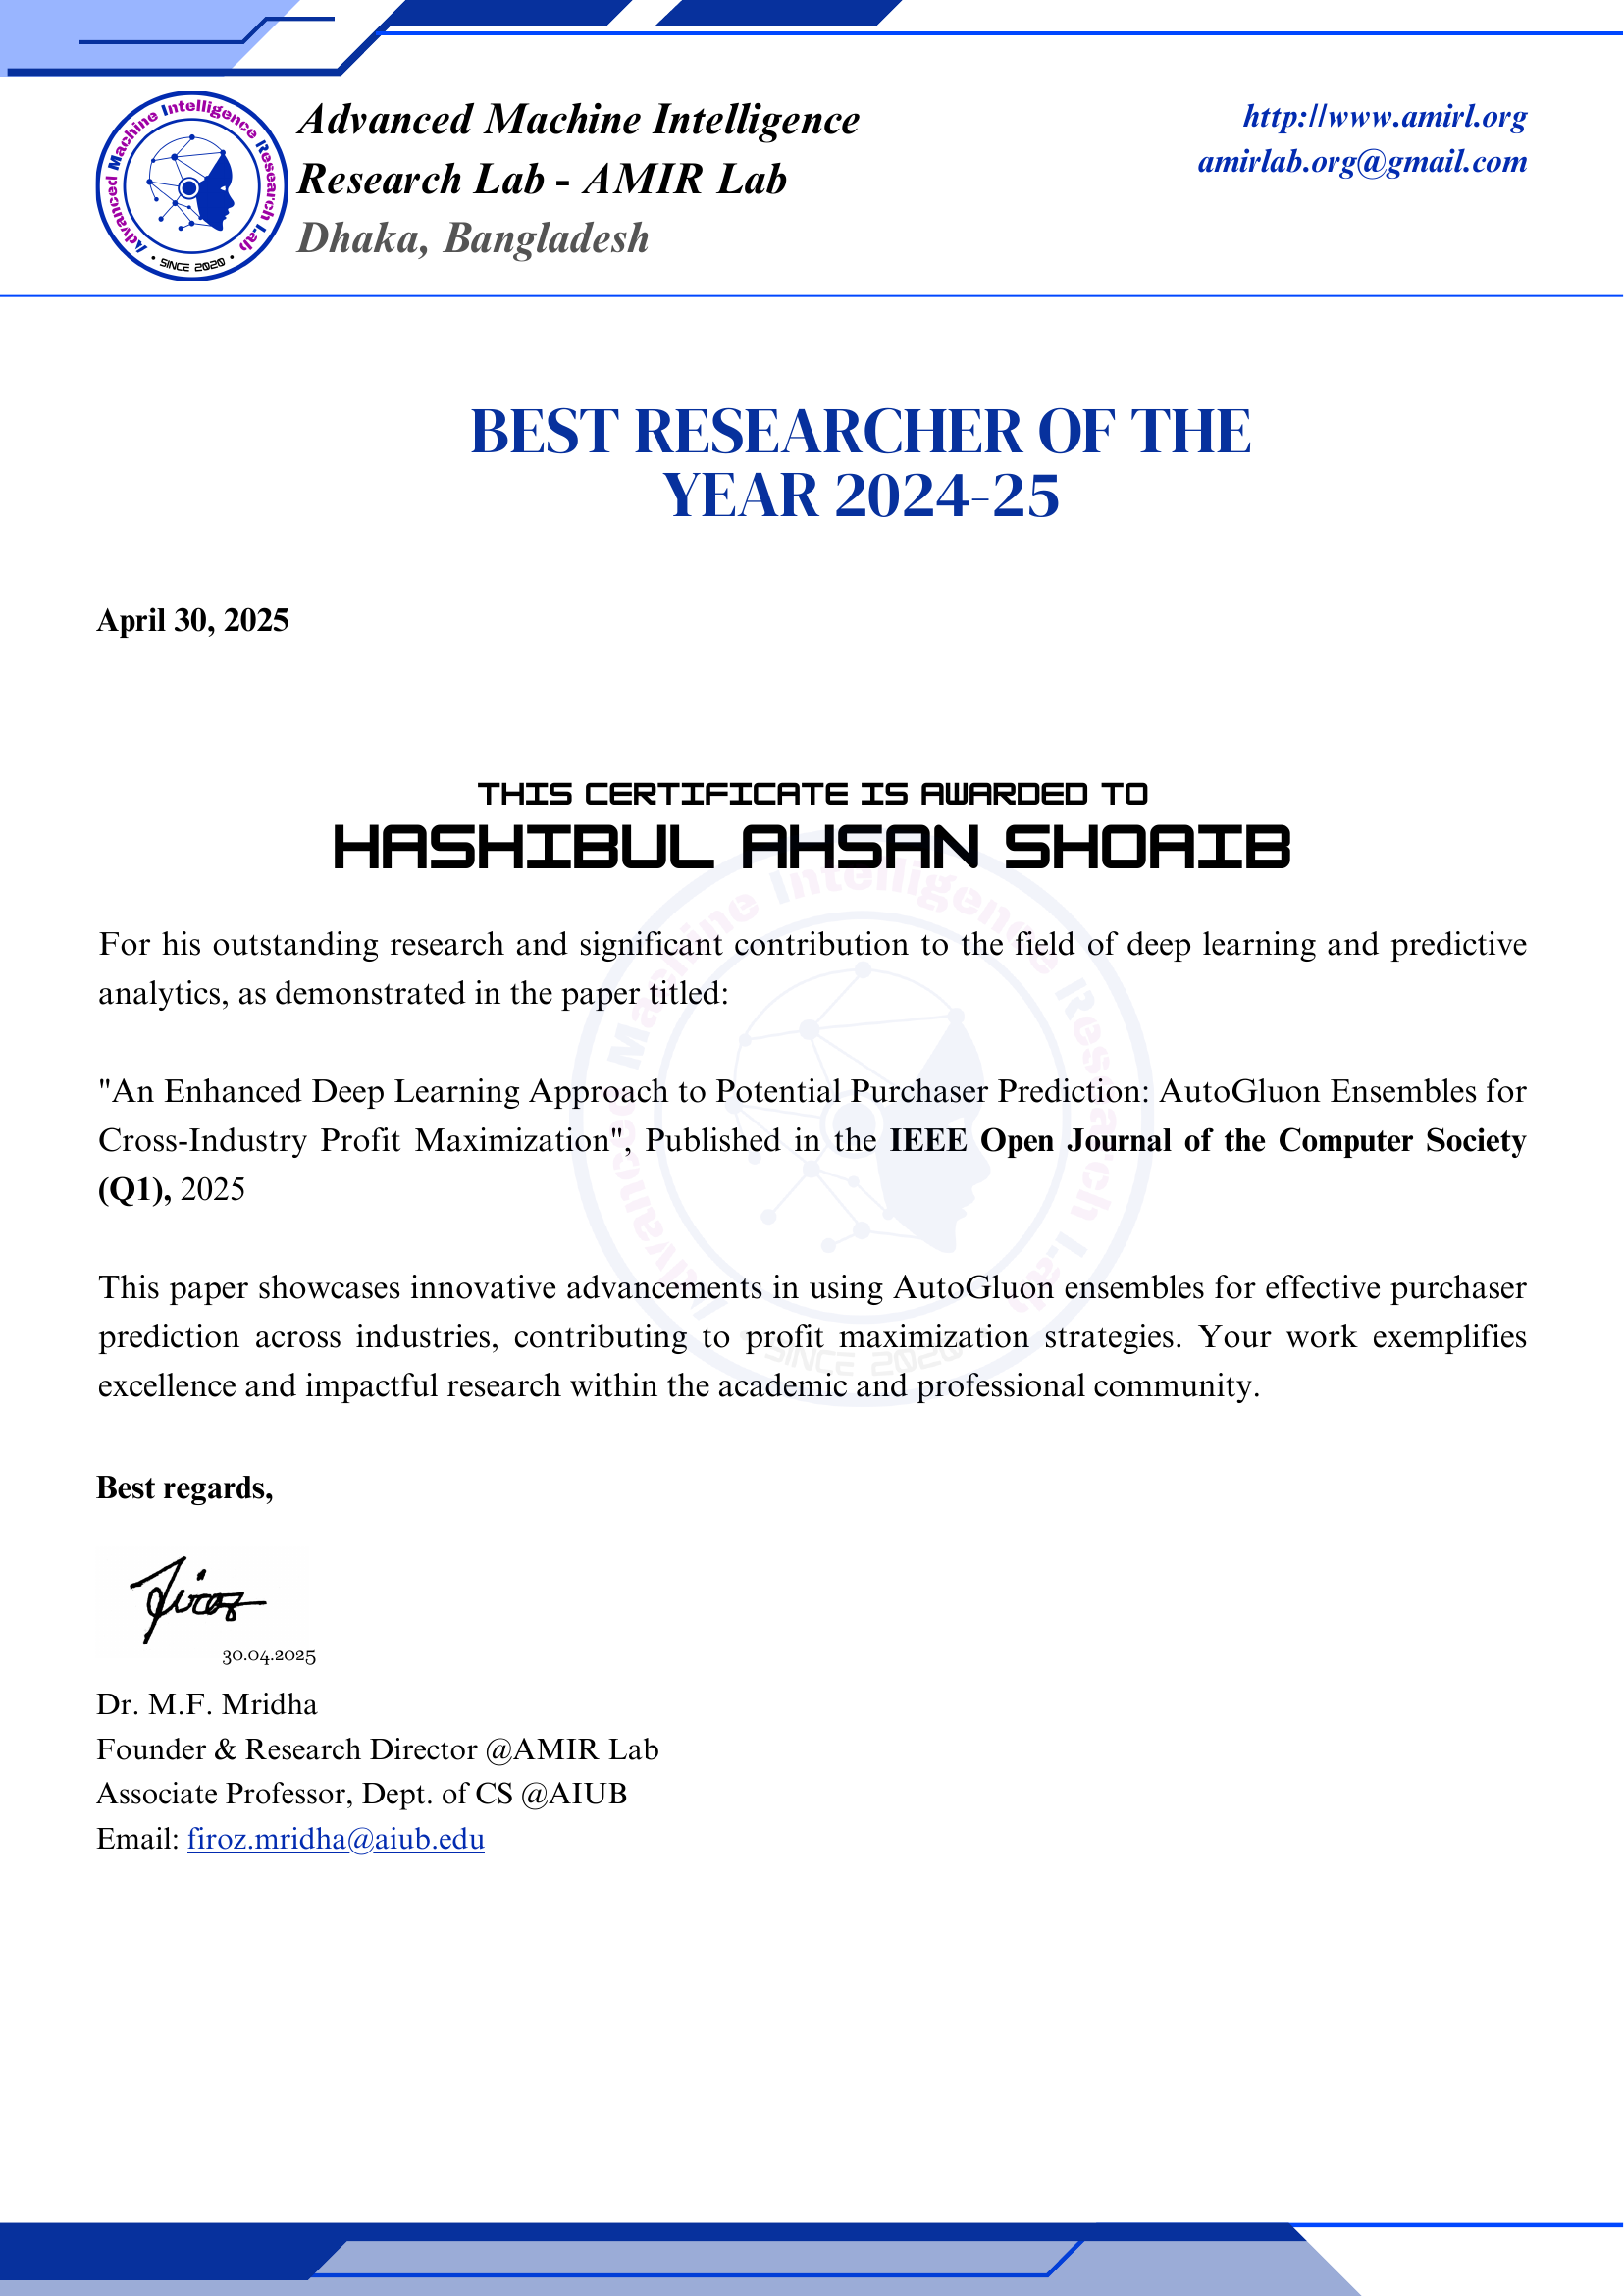 Advanced Machine Intelligence Research Lab
• SINCE 2020 •
Advanced Machine Intelligence
Research Lab - AMIR Lab
Dhaka, Bangladesh
http://www.amirl.org
amirlab.org@gmail.com
BEST RESEARCHER OF THE
YEAR 2024-25
April 30, 2025
THIS CERTIFICATE IS AWARDED TO
HASHIBUL AHSAN SHOAIB
For his outstanding research and significant contribution to the field of deep learning and predictive
analytics, as demonstrated in the paper titled:
"An Enhanced Deep Learning Approach to Potential Purchaser Prediction: AutoGluon Ensembles for
Cross-Industry Profit Maximization", Published in the IEEE Open Journal of the Computer Society
(Q1), 2025
This paper showcases innovative advancements in using AutoGluon ensembles for effective purchaser
prediction across industries, contributing to profit maximization strategies. Your work exemplifies
excellence and impactful research within the academic and professional community.
Advanced Machine Intelligence Research Lab
SINCE 2020
Best regards,
Firoz
30.04.2025
Dr. M.F. Mridha
Founder & Research Director @AMIR Lab
Associate Professor, Dept. of CS @AIUB
Email: firoz.mridha@aiub.edu